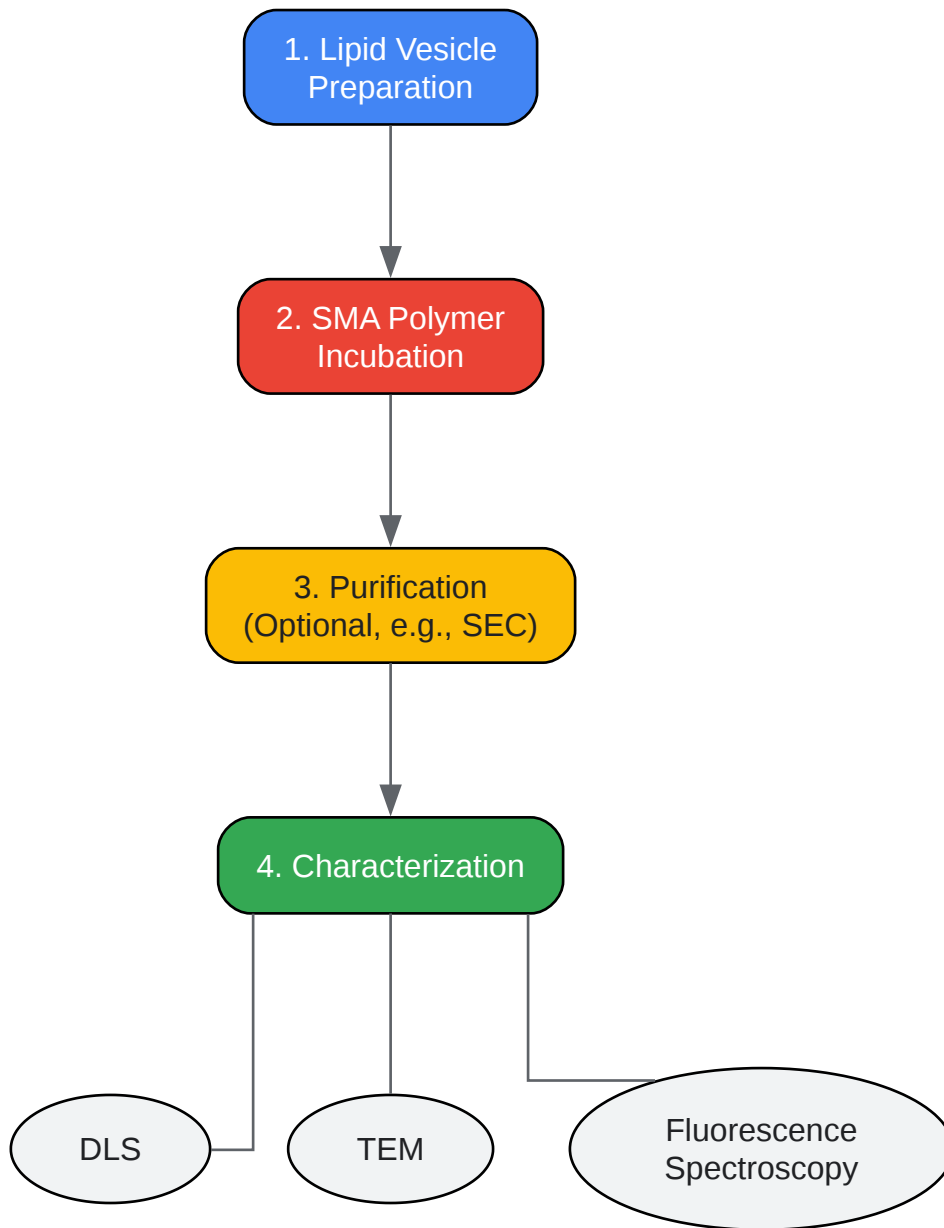 1. Lipid Vesicle
Preparation
2. SMA Polymer
Incubation
3. Purification
(Optional, e.g., SEC)
4. Characterization
DLS
TEM
Fluorescence
Spectroscopy